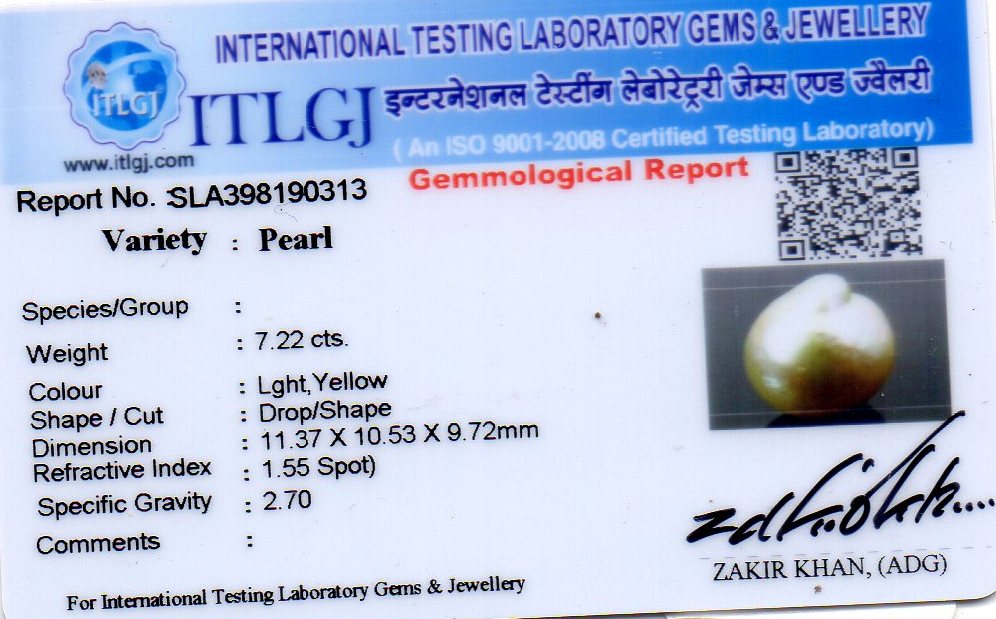 INTERNATIONAL TESTING LABORATORY GEMS & JEWELLERY
ITLGJ
ITLGJ
इन्टरनेशनल टेस्टींग लेबोरेट्ररी जेम्स एण्ड ज्वैलरी
( An ISO 9001-2008 Certified Testing Laboratory)
www.itlgj.com
Gemmological Report
Report No. :SLA398190313
Variety : Pearl
Species/Group :
Weight : 7.22 cts.
Colour : Lght,Yellow
Shape / Cut : Drop/Shape
Dimension : 11.37 X 10.53 X 9.72mm
Refractive Index : 1.55 Spot)
Specific Gravity : 2.70
Comments :
ZAKIR KHAN, (ADG)
For International Testing Laboratory Gems & Jewellery